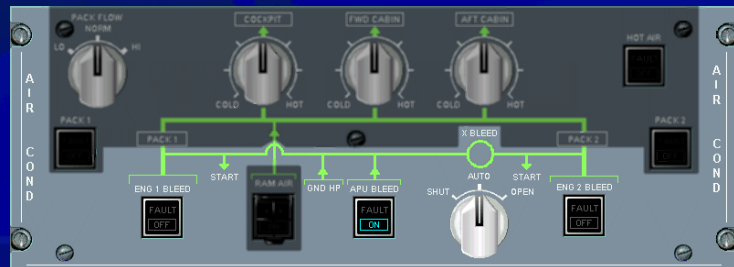 PACK FLOW
NORM
LO
HI
COCKPIT
FWD CABIN
AFT CABIN
HOT AIR
FAULT
OFF
COLD
HOT
COLD
HOT
COLD
HOT
AIR
COND
AIR
COND
PACK 1
PACK 2
PACK 1
PACK 2
X BLEED
START
RAM AIR
GND HP
APU BLEED
AUTO
START
SHUT
OPEN
ENG 1 BLEED
ENG 2 BLEED
FAULT
OFF
FAULT
ON
FAULT
OFF